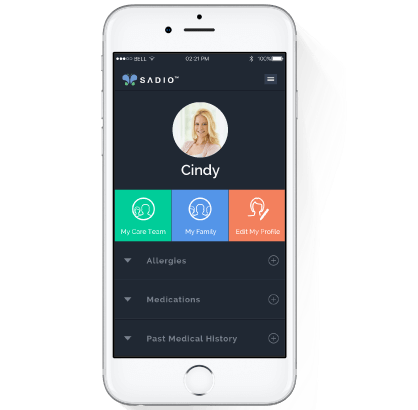 ●●●○○ BELL 02:21 PM 100%
SADIO™
Cindy
My Care Team My Family Edit My Profile
Allergies
Medications
Past Medical History